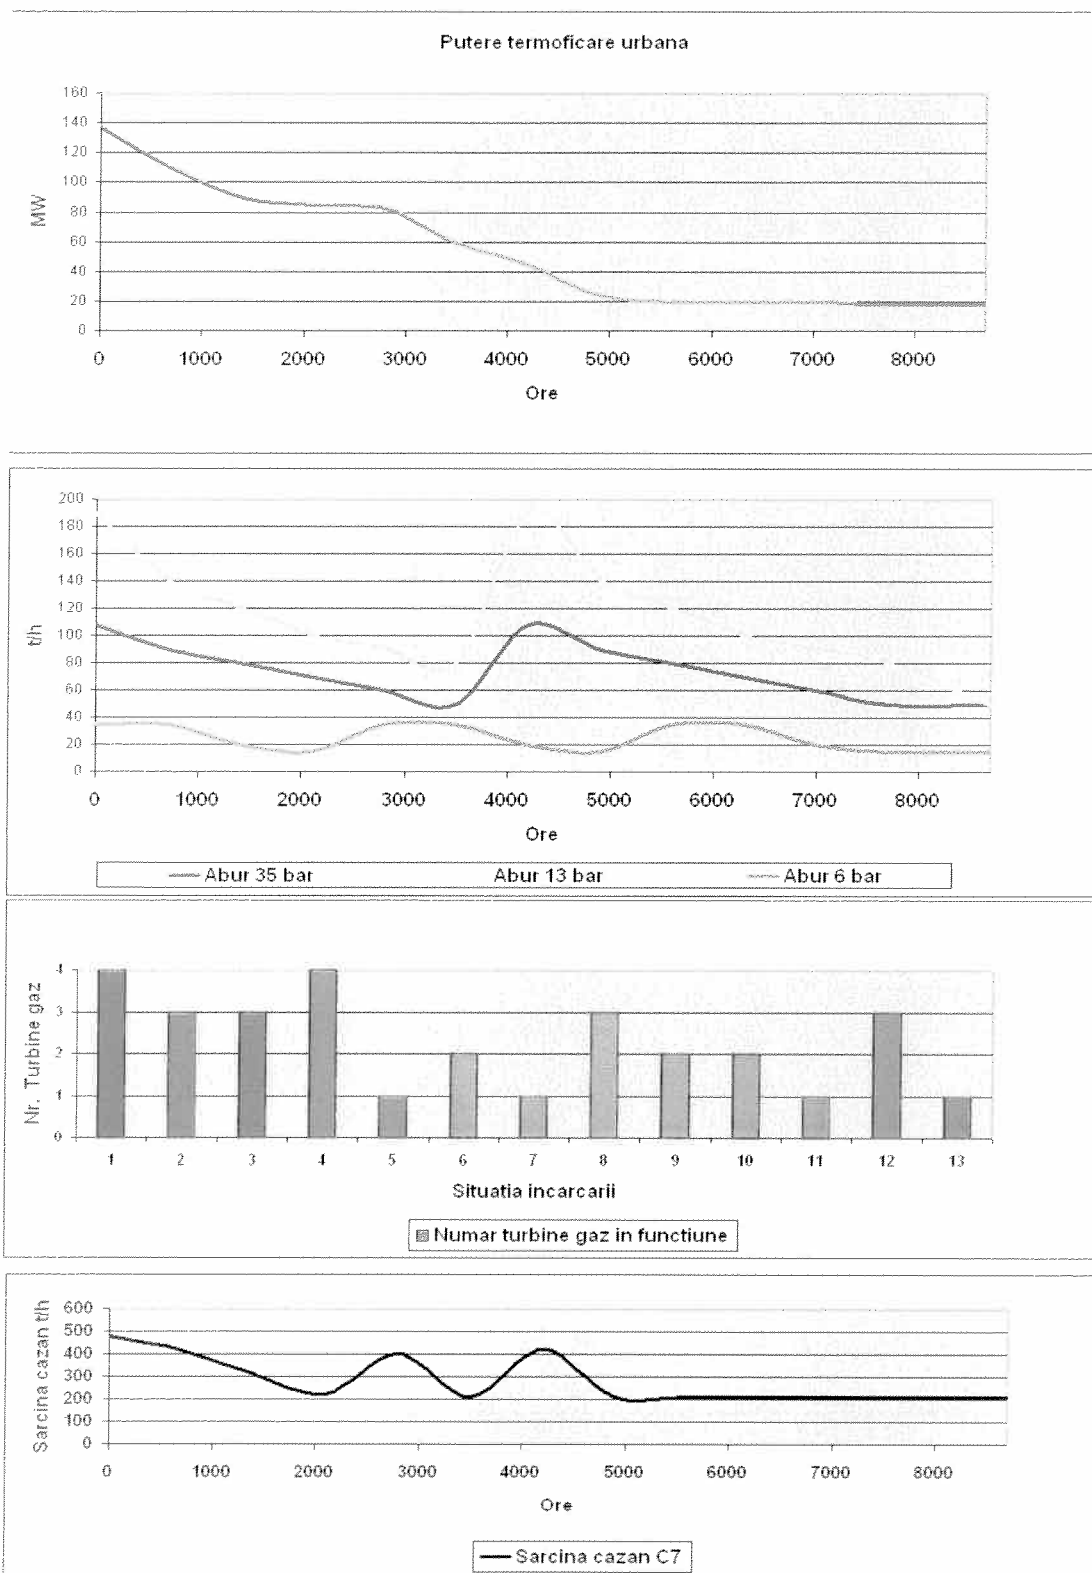 Putere termoficare urbana
160
140
120
100
80
60
40
20
0
MW
0 1000 2000 3000 4000 5000 6000 7000 8000
Ore
200
180
160
140
120
100
80
60
40
20
0
t/h
0 1000 2000 3000 4000 5000 6000 7000 8000
Ore
Abur 35 bar Abur 13 bar Abur 6 bar
4
3
2
1
0
Nr. Turbine gaz
1 2 3 4 5 6 7 8 9 10 11 12 13
Situatia incarcarii
Numar turbine gaz in functiune
600
500
400
300
200
100
0
Sarcina cazan t/h
0 1000 2000 3000 4000 5000 6000 7000 8000
Ore
Sarcina cazan C7